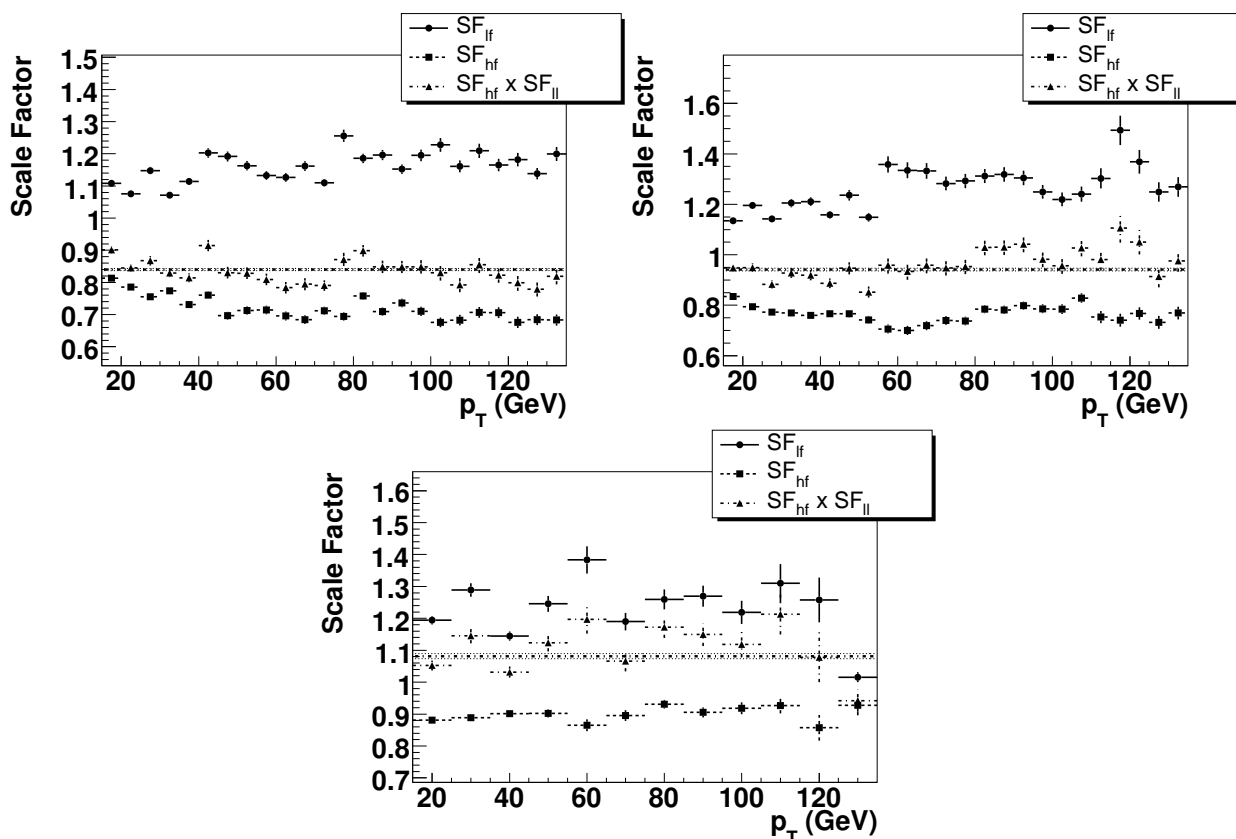 SF_lf
SF_hf
SF_hf x SF_ll
Scale Factor
1.5
1.4
1.3
1.2
1.1
1
0.9
0.8
0.7
0.6
20 40 60 80 100 120
p_T (GeV)
SF_lf
SF_hf
SF_hf x SF_ll
Scale Factor
1.6
1.4
1.2
1
0.8
0.6
20 40 60 80 100 120
p_T (GeV)
SF_lf
SF_hf
SF_hf x SF_ll
Scale Factor
1.6
1.5
1.4
1.3
1.2
1.1
1
0.9
0.8
0.7
20 40 60 80 100 120
p_T (GeV)